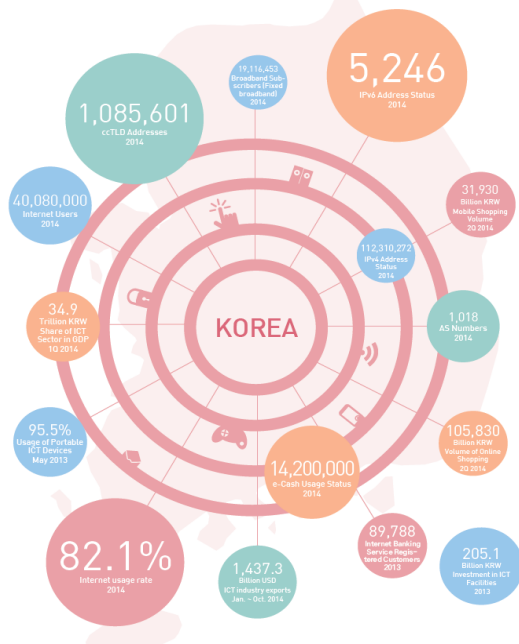 19,116,453
Broadband Sub-
scribers (Fixed
broadband)
2014
5,246
IPv6 Address Status
2014
1,085,601
ccTLD Addresses
2014
40,080,000
Internet Users
2014
31,930
Billion KRW
Mobile Shopping
Volume
2Q 2014
112,310,272
IPv4 Address
Status
2014
34.9
Trillion KRW
Share of ICT
Sector in GDP
1Q 2014
KOREA
1,018
AS Numbers
2014
95.5%
Usage of Portable
ICT Devices
May 2013
105,830
Billion KRW
Volume of Online
Shopping
2Q 2014
14,200,000
e-Cash Usage Status
2014
82.1%
Internet usage rate
2014
1,437.3
Billion USD
ICT industry exports
Jan. – Oct. 2014
89,788
Internet Banking
Service Regis-
tered Customers
2013
205.1
Billion KRW
Investment in ICT
Facilities
2013